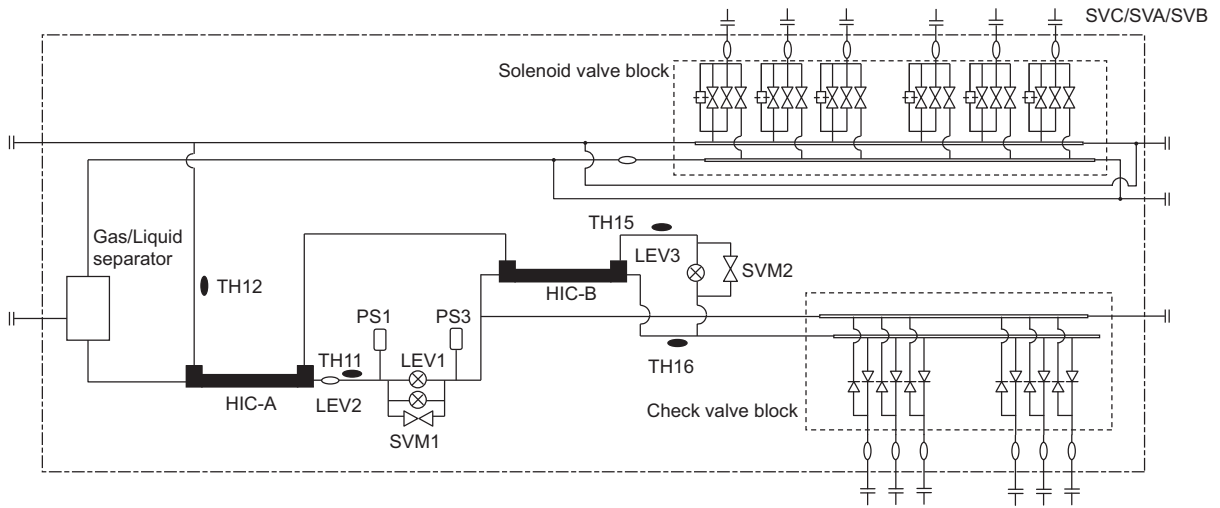 SVC/SVA/SVB
Solenoid valve block
TH15
Gas/Liquid
separator
LEV3
SVM2
TH12
HIC-B
PS1
PS3
TH11
LEV1
TH16
HIC-A
LEV2
Check valve block
SVM1